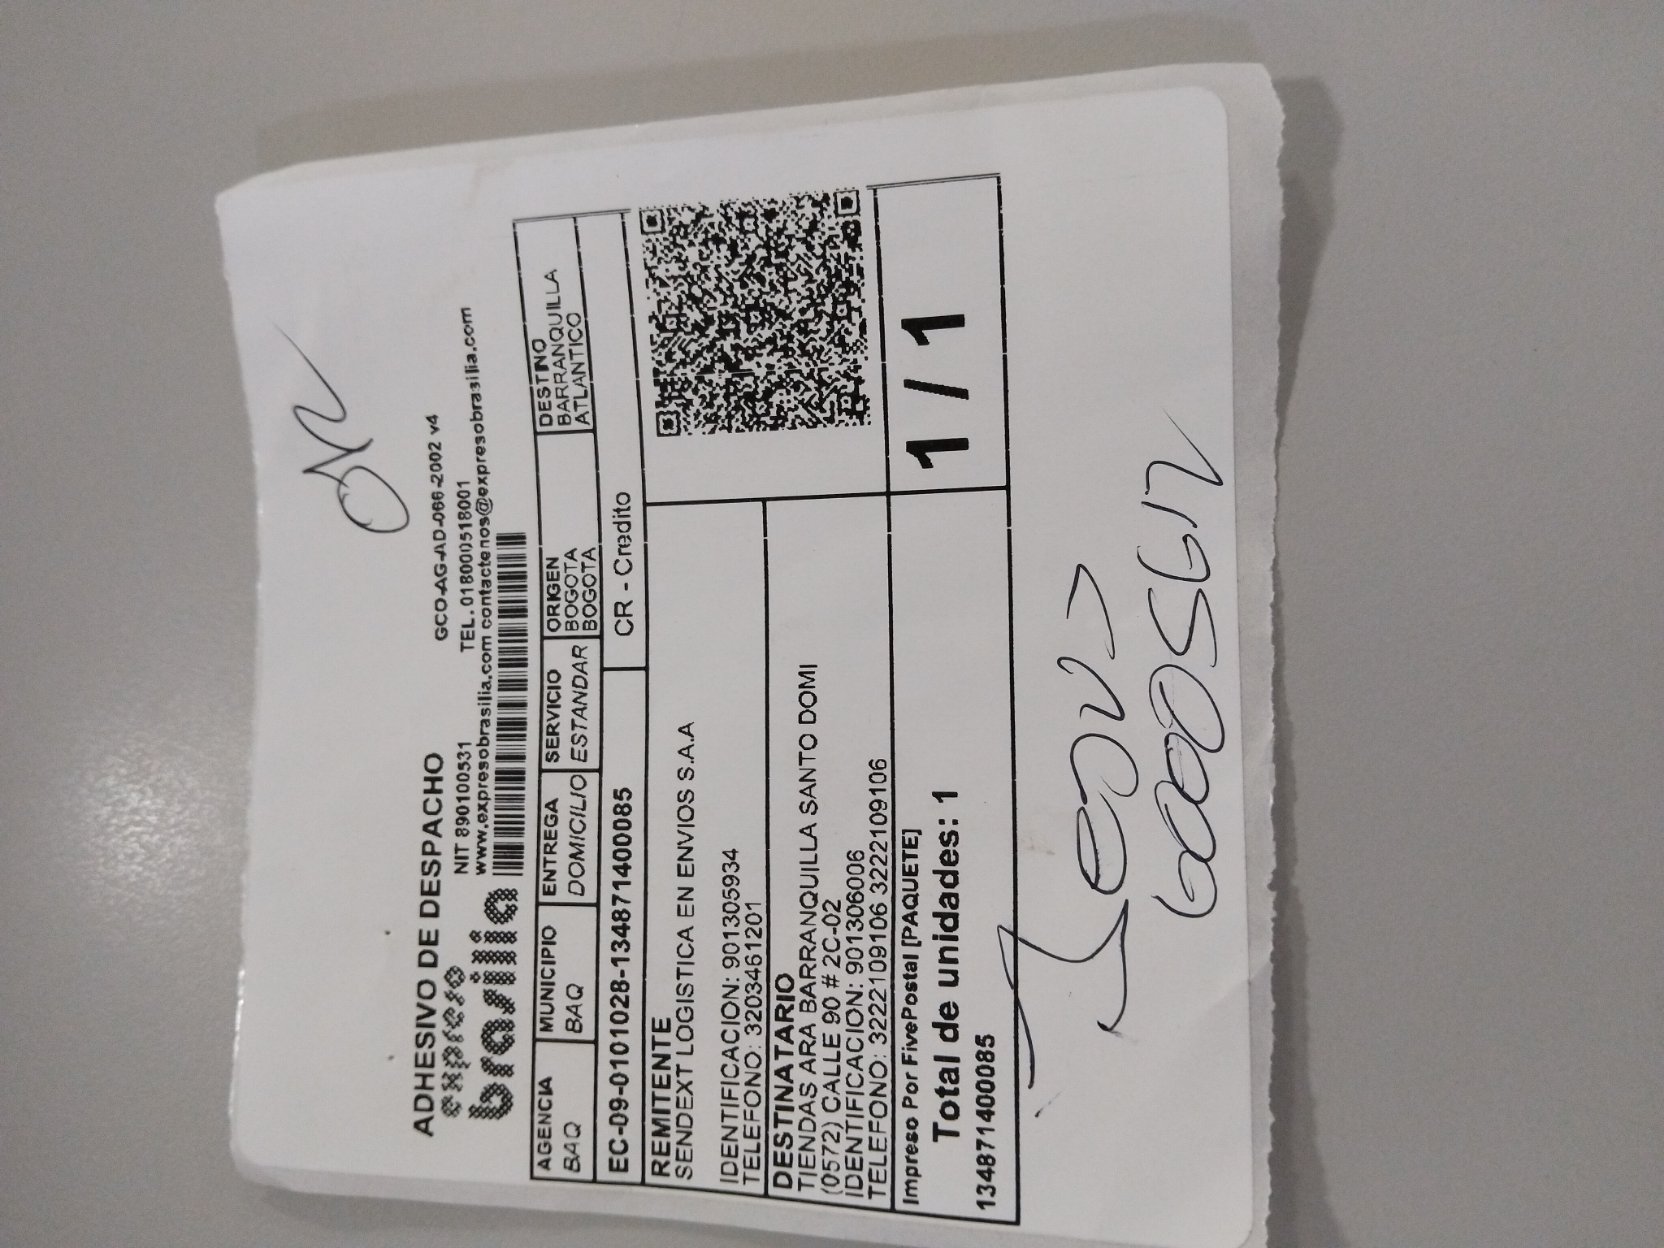 ADHESIVO DE DESPACHO
GCO-AG-AD-066-2002 v4
expreso
brasilia
NIT 890100531 TEL. 018000518001
www.expresobrasilia.com contactenos@expresobrasilia.com
AGENCIA MUNICIPIO ENTREGA SERVICIO ORIGEN DESTINO
BAQ BAQ DOMICILIO ESTANDAR BOGOTA BARRANQUILLA
BOGOTA ATLANTICO
EC-09-0101028-134871400085 CR - Credito
REMITENTE
SENDEXT LOGISTICA EN ENVIOS S.A.A
IDENTIFICACION: 901305934
TELEFONO: 3203461201
DESTINATARIO
TIENDAS ARA BARRANQUILLA SANTO DOMI
(0572) CALLE 90 # 2C-02
IDENTIFICACION: 901306006
TELEFONO: 3222109106 3222109106
Impreso Por FivePostal [PAQUETE]
Total de unidades: 1
1 / 1
134871400085